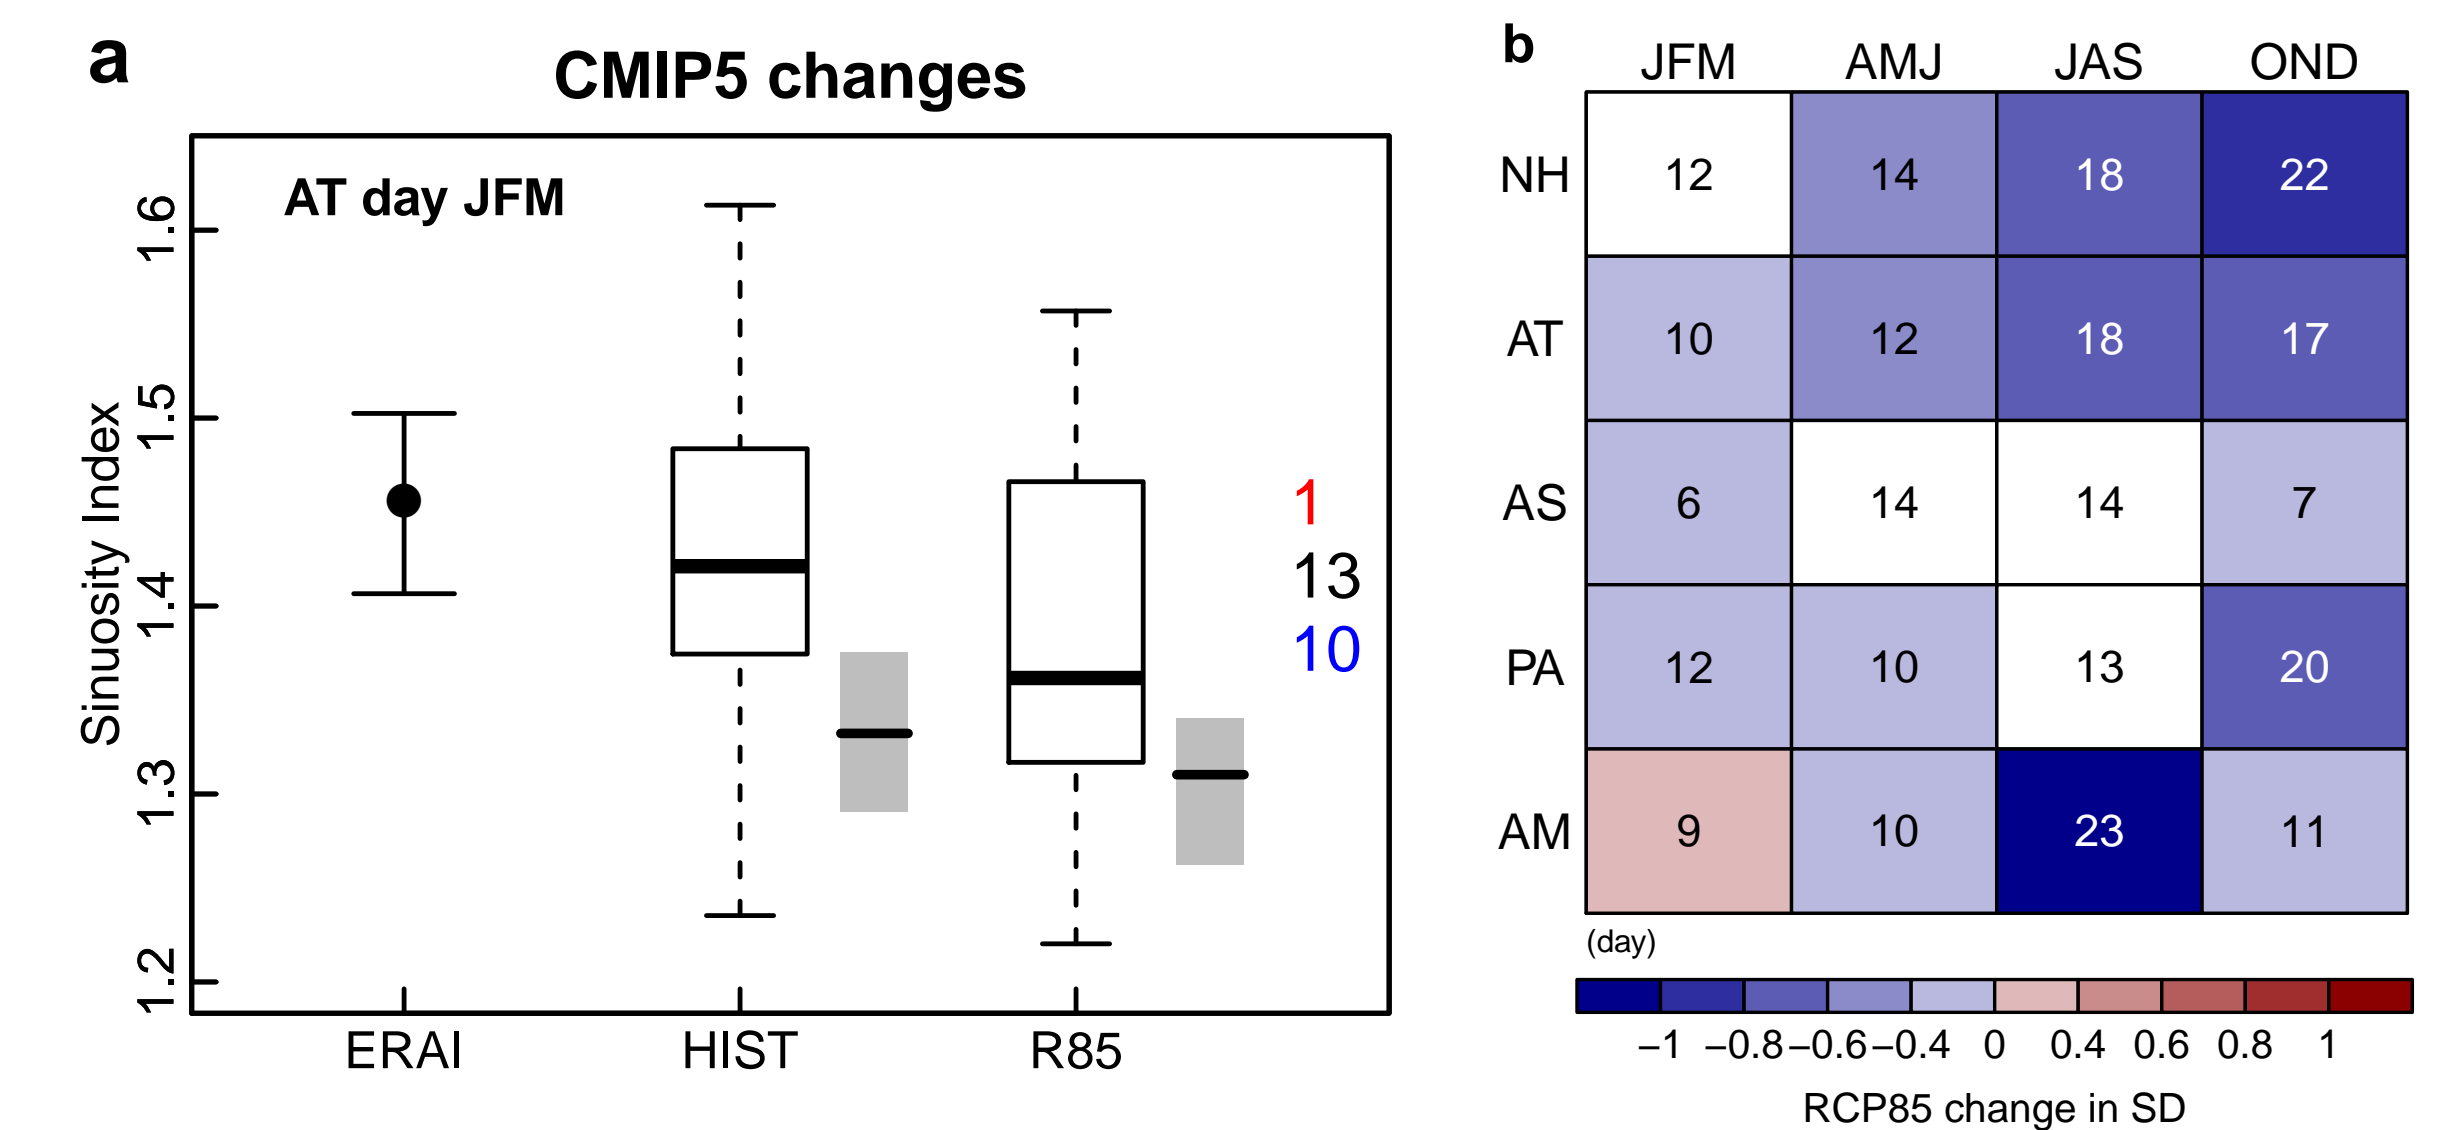 a
CMIP5 changes
AT day JFM
Sinuosity Index
1.6
1.5
1.4
1.3
1.2
1
13
10
ERAI HIST R85
b
JFM AMJ JAS OND
NH 12 14 18 22
AT 10 12 18 17
AS 6 14 14 7
PA 12 10 13 20
AM 9 10 23 11
(day)
−1 −0.8 −0.6 −0.4 0 0.4 0.6 0.8 1
RCP85 change in SD